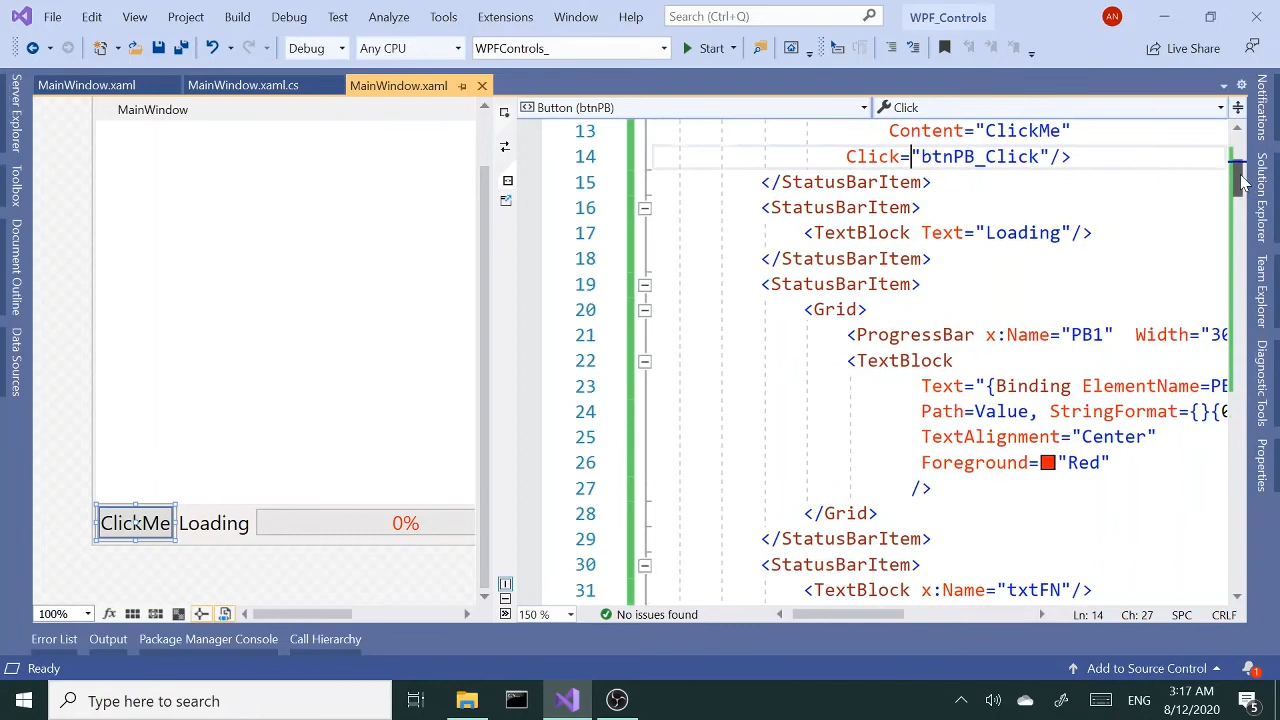 File Edit View Project Build Debug Design Format Test Analyze Tools Extensions Window Help Search (Ctrl+Q) WPF_Controls AN
Debug Any CPU WPFControls_ Start Live Share
MainWindow.xaml MainWindow.xaml.cs MainWindow.xaml
Server Explorer
Toolbox
Document Outline
Data Sources
MainWindow
ClickMe Loading 0%
100%
Button (btnPB) Click
13 Content="ClickMe"
14 Click="btnPB_Click"/>
15 </StatusBarItem>
16 <StatusBarItem>
17 <TextBlock Text="Loading"/>
18 </StatusBarItem>
19 <StatusBarItem>
20 <Grid>
21 <ProgressBar x:Name="PB1" Width="30
22 <TextBlock
23 Text="{Binding ElementName=PB
24 Path=Value, StringFormat={}{0
25 TextAlignment="Center"
26 Foreground="Red"
27 />
28 </Grid>
29 </StatusBarItem>
30 <StatusBarItem>
31 <TextBlock x:Name="txtFN"/>
150 % No issues found Ln: 14 Ch: 27 SPC CRLF
Notifications
Solution Explorer
Team Explorer
Diagnostic Tools
Properties
Error List Output Package Manager Console Call Hierarchy
Ready Add to Source Control 1
Type here to search ENG 1:17 AM
8/12/2020 5